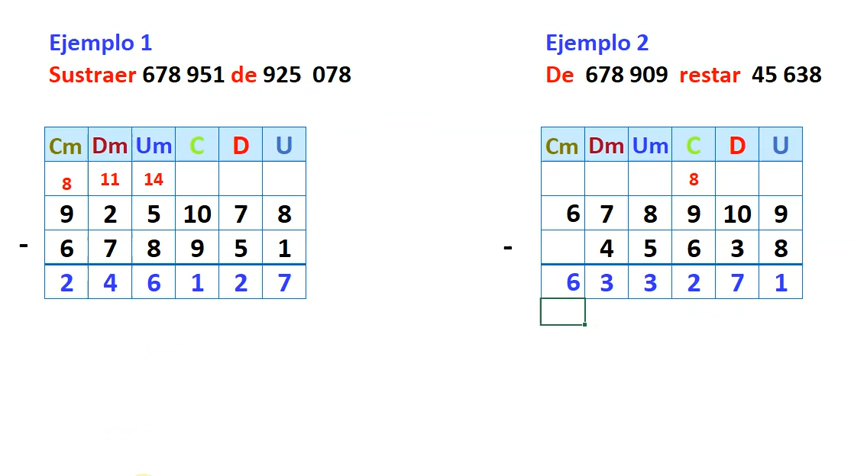 Ejemplo 1
Sustraer 678 951 de 925 078
Cm Dm Um C D U
8 11 14
9 2 5 10 7 8
- 6 7 8 9 5 1
2 4 6 1 2 7
Ejemplo 2
De 678 909 restar 45 638
Cm Dm Um C D U
8
6 7 8 9 10 9
- 4 5 6 3 8
6 3 3 2 7 1